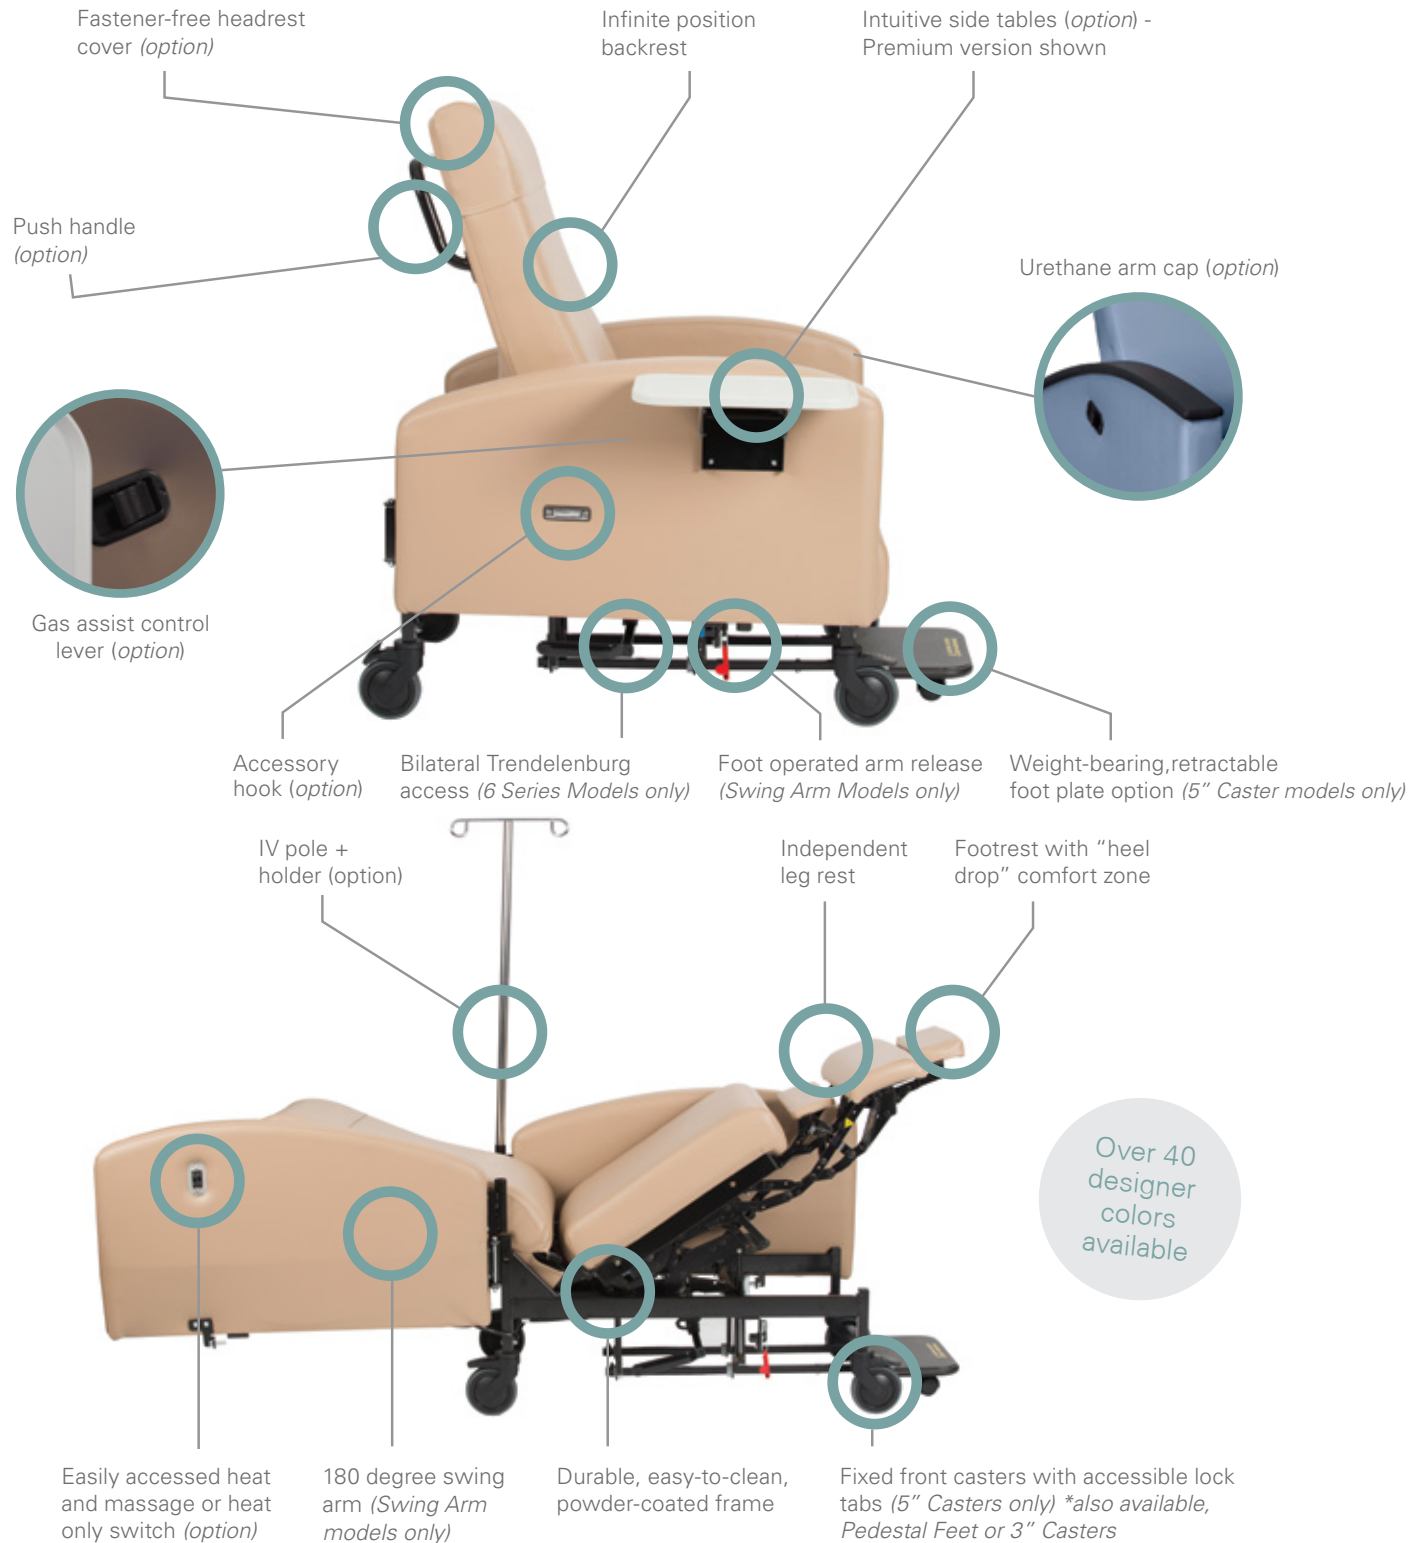 Fastener-free headrest
cover (option)
Infinite position
backrest
Intuitive side tables (option) -
Premium version shown
Push handle
(option)
Urethane arm cap (option)
Gas assist control
lever (option)
Accessory
hook (option)
Bilateral Trendelenburg
access (6 Series Models only)
Foot operated arm release
(Swing Arm Models only)
Weight-bearing,retractable
foot plate option (5” Caster models only)
IV pole +
holder (option)
Independent
leg rest
Footrest with “heel
drop” comfort zone
Over 40
designer
colors
available
Easily accessed heat
and massage or heat
only switch (option)
180 degree swing
arm (Swing Arm
models only)
Durable, easy-to-clean,
powder-coated frame
Fixed front casters with accessible lock
tabs (5” Casters only) *also available,
Pedestal Feet or 3” Casters